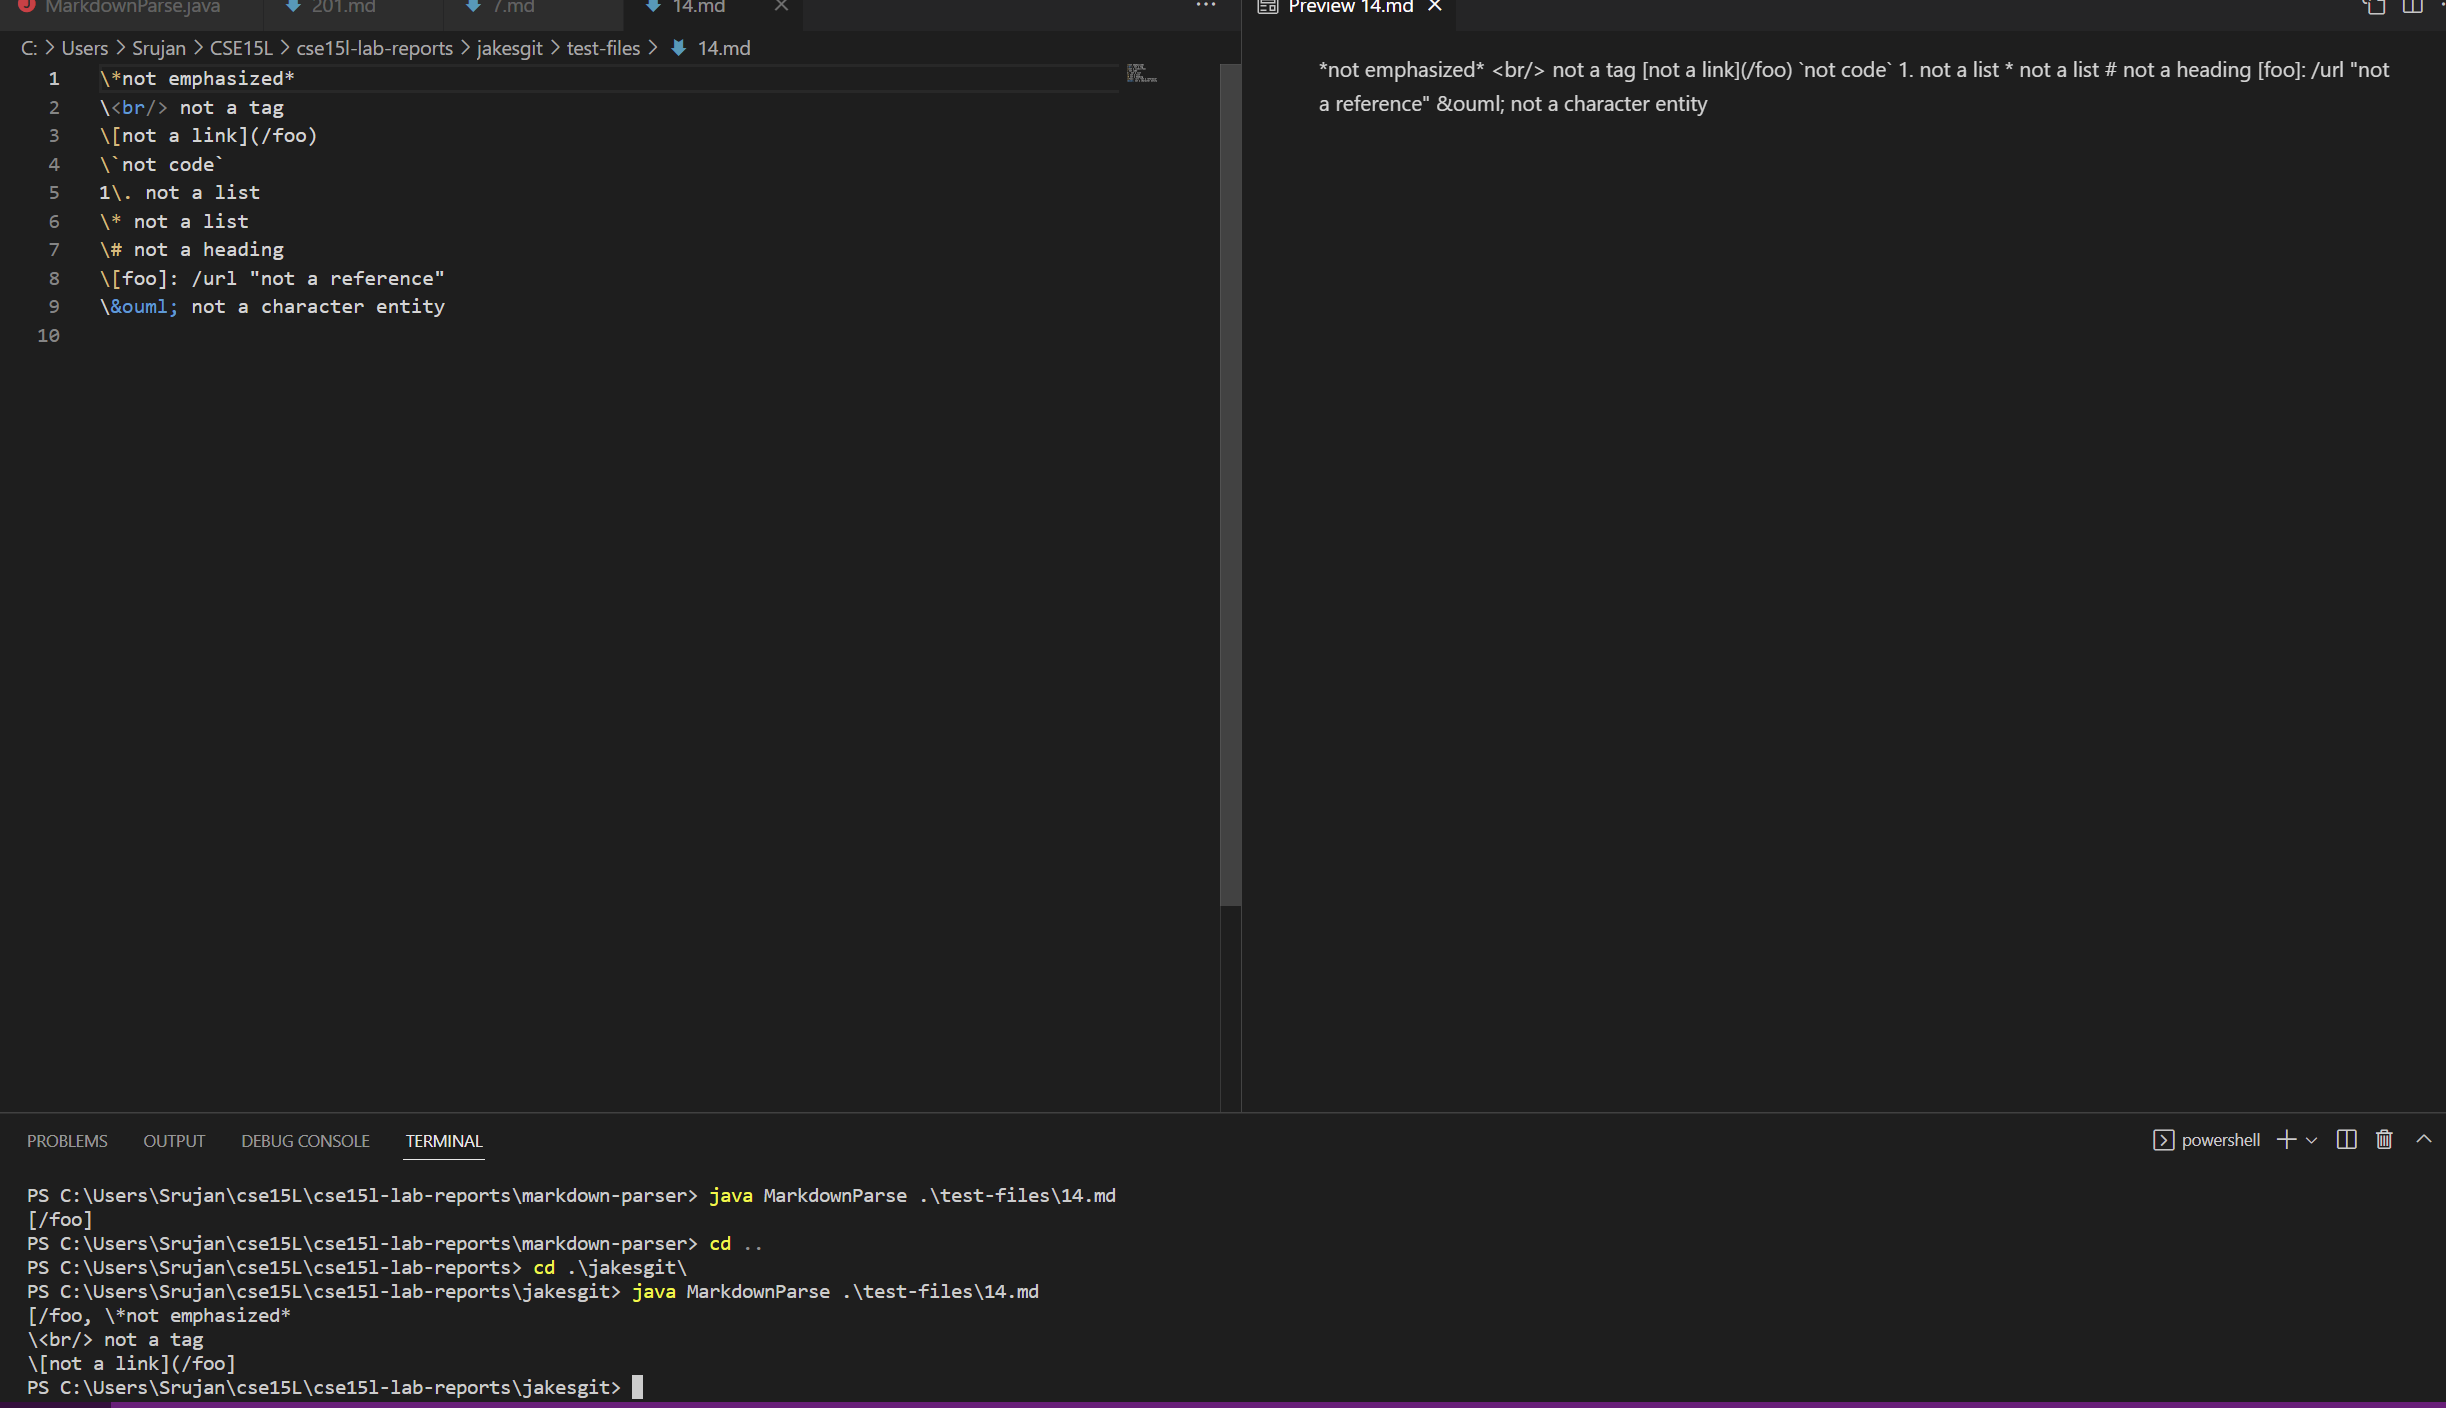 MarkdownParse.java 201.md 7.md 14.md ··· Preview 14.md
C: > Users > Srujan > CSE15L > cse15l-lab-reports > jakesgit > test-files > 14.md
1 \*not emphasized*
2 \<br/> not a tag
3 \[not a link](/foo)
4 \`not code`
5 1\. not a list
6 \* not a list
7 \# not a heading
8 \[foo]: /url "not a reference"
9 \&ouml; not a character entity
10
*not emphasized* <br/> not a tag [not a link](/foo) `not code` 1. not a list * not a list # not a heading [foo]: /url "not
a reference" &ouml; not a character entity
PROBLEMS OUTPUT DEBUG CONSOLE TERMINAL powershell
PS C:\Users\Srujan\cse15L\cse15l-lab-reports\markdown-parser> java MarkdownParse .\test-files\14.md
[/foo]
PS C:\Users\Srujan\cse15L\cse15l-lab-reports\markdown-parser> cd ..
PS C:\Users\Srujan\cse15L\cse15l-lab-reports> cd .\jakesgit\
PS C:\Users\Srujan\cse15L\cse15l-lab-reports\jakesgit> java MarkdownParse .\test-files\14.md
[/foo, \*not emphasized*
\<br/> not a tag
\[not a link](/foo]
PS C:\Users\Srujan\cse15L\cse15l-lab-reports\jakesgit>